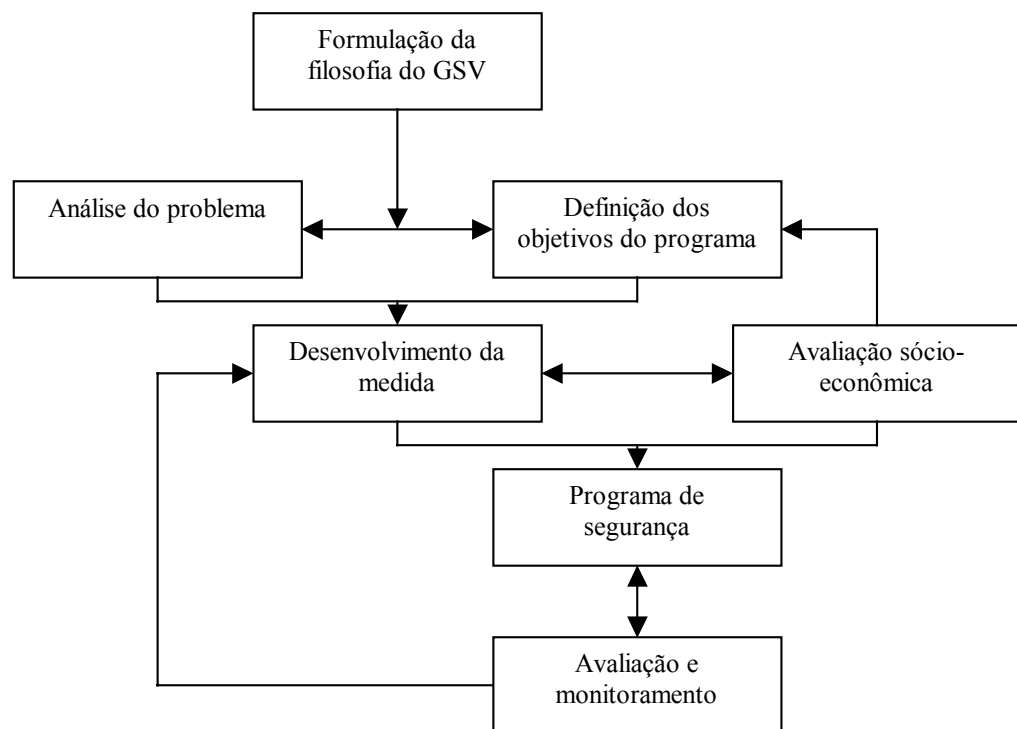 Formulação da
filosofia do GSV
Análise do problema
Definição dos
objetivos do programa
Desenvolvimento da
medida
Avaliação sócio-
econômica
Programa de
segurança
Avaliação e
monitoramento